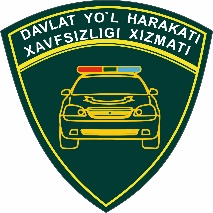 DAVLAT YO`L HARAKATI
XAVFSIZLIGI XIZMATI